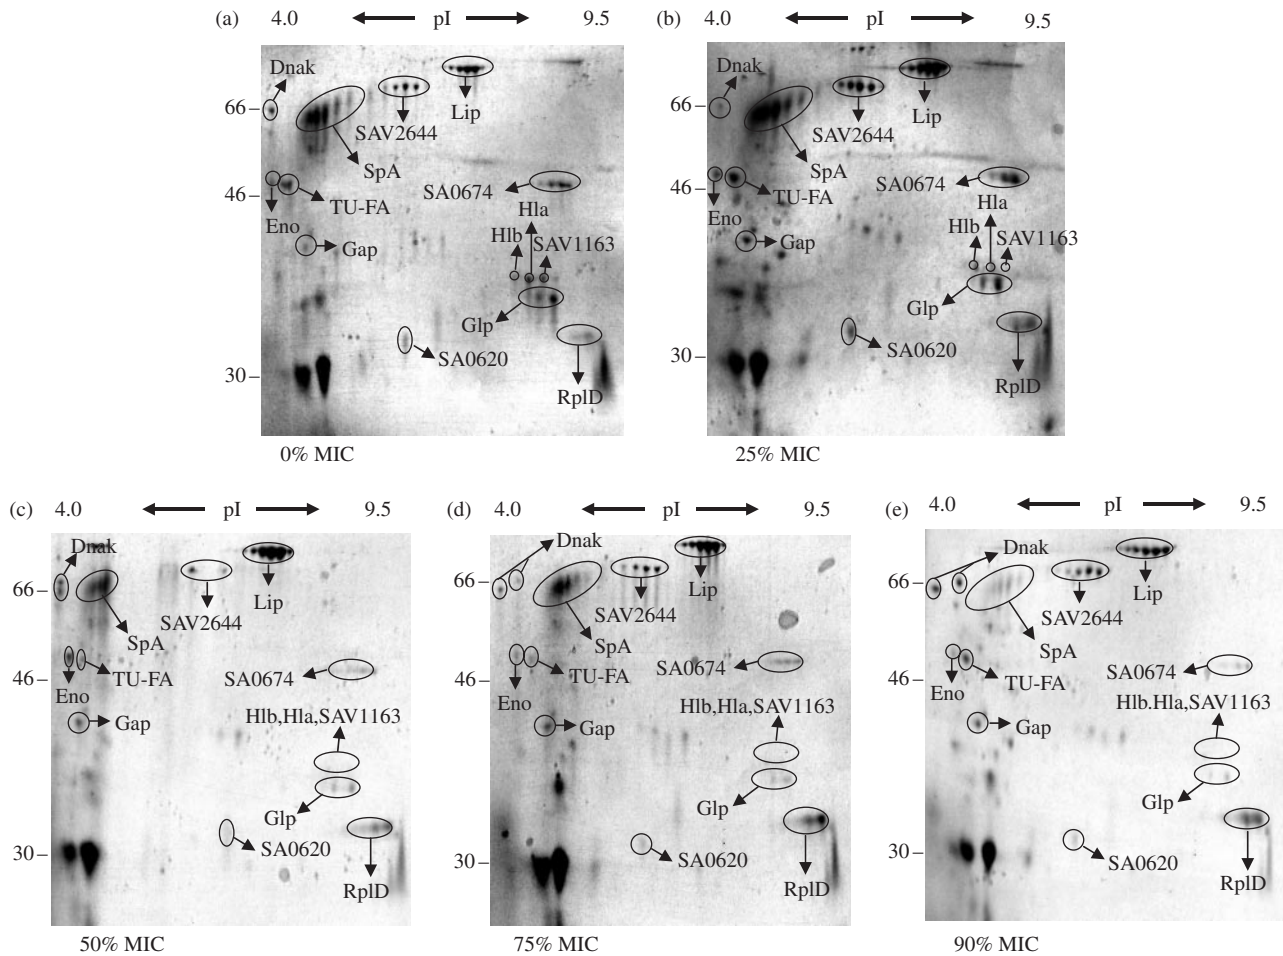 (a) 4.0 pI 9.5
Dnak
66
Lip
SAV2644
SpA
SA0674
46
TU-FA
Hla
Eno
Hlb
SAV1163
Gap
Glp
SA0620
30
RplD
0% MIC
(b) 4.0 pI 9.5
Dnak
66
Lip
SAV2644
SpA
SA0674
46
TU-FA
Hla
Eno
Hlb
SAV1163
Gap
Glp
SA0620
30
RplD
25% MIC
(c) 4.0 pI 9.5
Dnak
66
Lip
SAV2644
SpA
SA0674
46
TU-FA
Eno
Hlb,Hla,SAV1163
Gap
Glp
SA0620
30
RplD
50% MIC
(d) 4.0 pI 9.5
Dnak
66
Lip
SAV2644
SpA
SA0674
46
TU-FA
Eno
Hlb,Hla,SAV1163
Gap
Glp
SA0620
30
RplD
75% MIC
(e) 4.0 pI 9.5
Dnak
66
Lip
SAV2644
SpA
SA0674
46
TU-FA
Eno
Hlb.Hla,SAV1163
Gap
Glp
SA0620
30
RplD
90% MIC